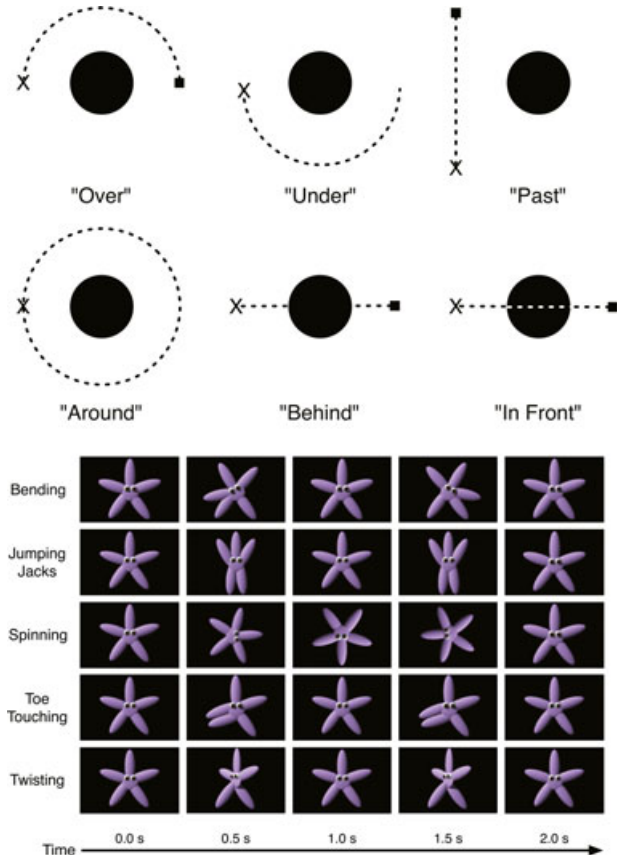 "Over" "Under" "Past"
"Around" "Behind" "In Front"
Bending
Jumping
Jacks
Spinning
Toe
Touching
Twisting
0.0 s 0.5 s 1.0 s 1.5 s 2.0 s
Time